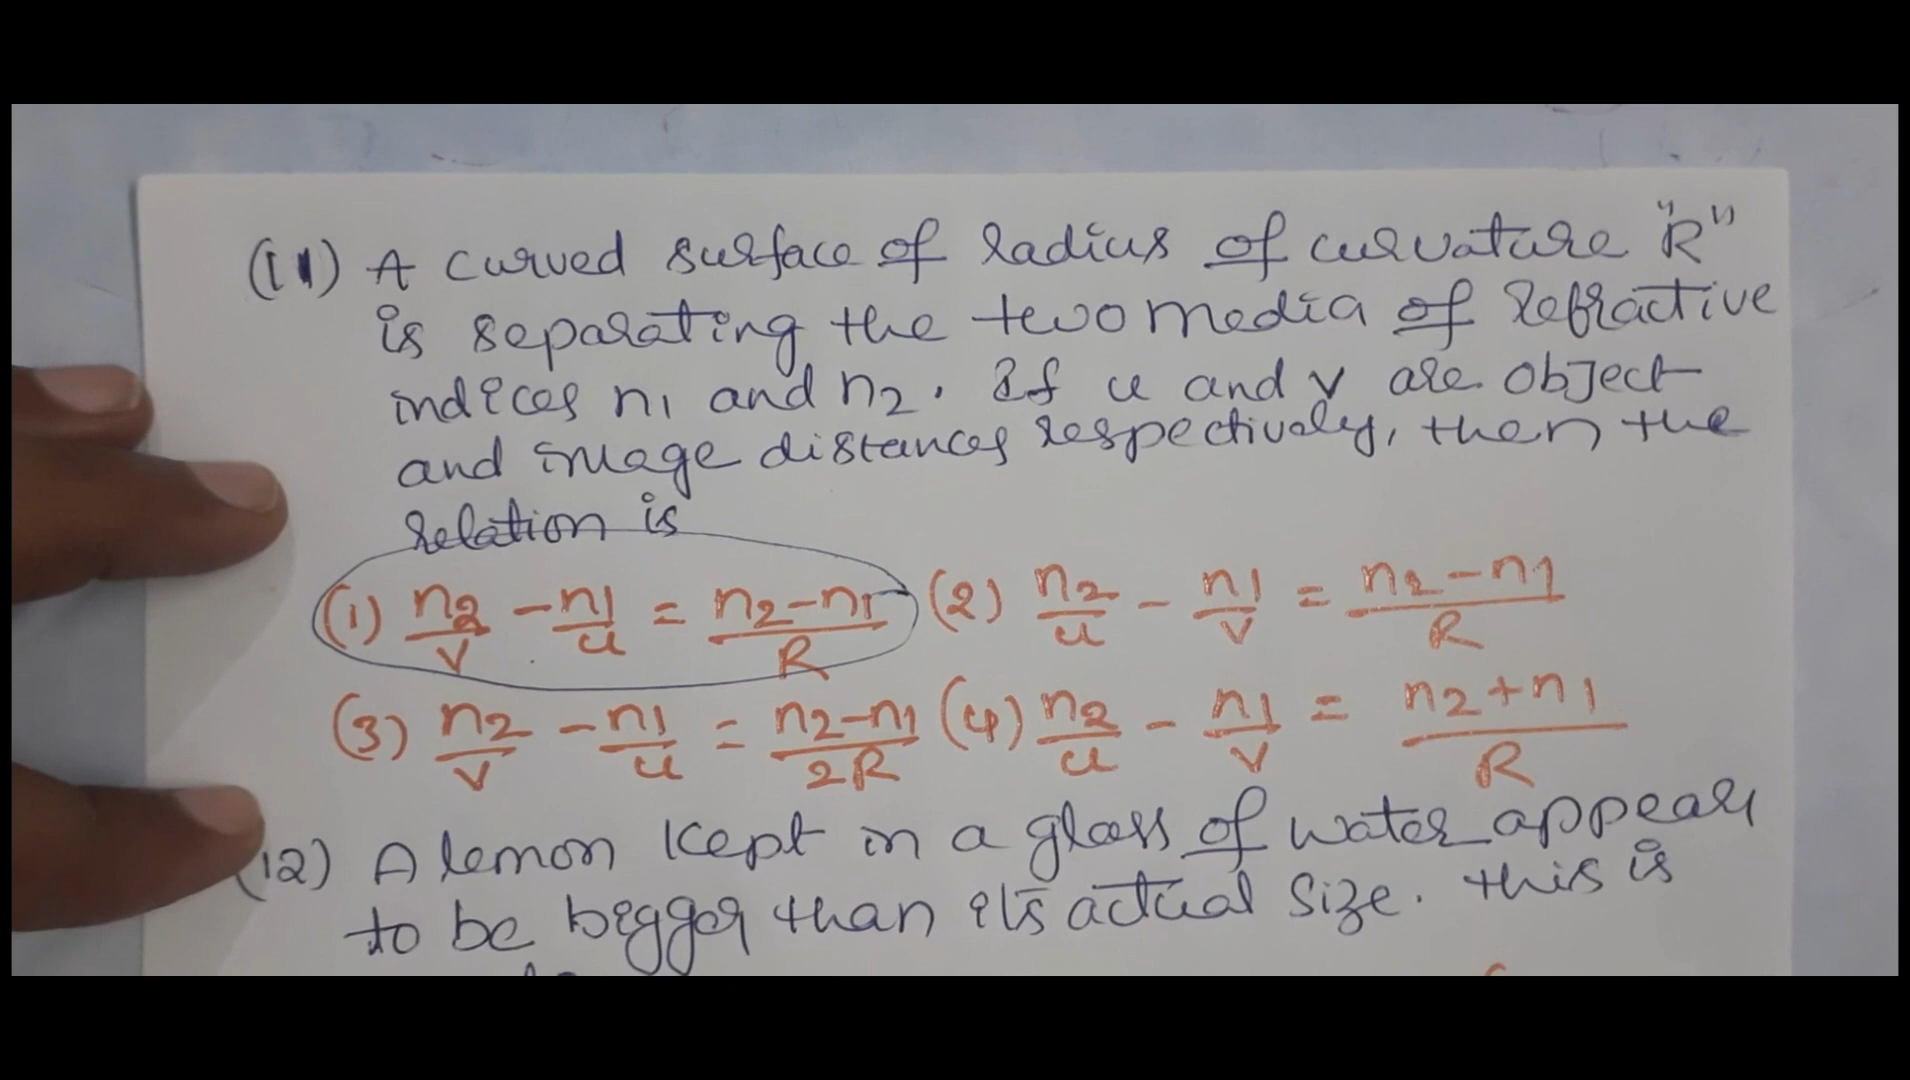 (11) A curved surface of radius of curvature "R"
is separating the two media of refractive
indices n1 and n2. If u and v are object
and image distances respectively, then the
relation is
(1) n2/v - n1/u = n2-n1/R (2) n2/u - n1/v = n2-n1/R
(3) n2/v - n1/u = n2-n1/2R (4) n2/u - n1/v = n2+n1/R
(12) A lemon kept in a glass of water appears
to be bigger than its actual size. this is